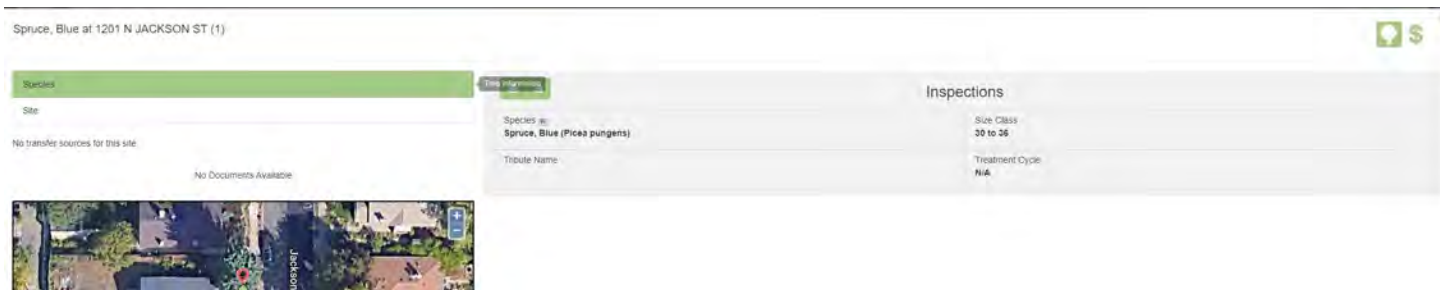 Spruce, Blue at 1201 N JACKSON ST (1)
$
Species
Tree Information
Site
No transfer sources for this site
No Documents Available
Inspections
Species
Spruce, Blue (Picea pungens)
Size Class
30 to 36
Tribute Name
Treatment Cycle
N/A
+
−
Jackson